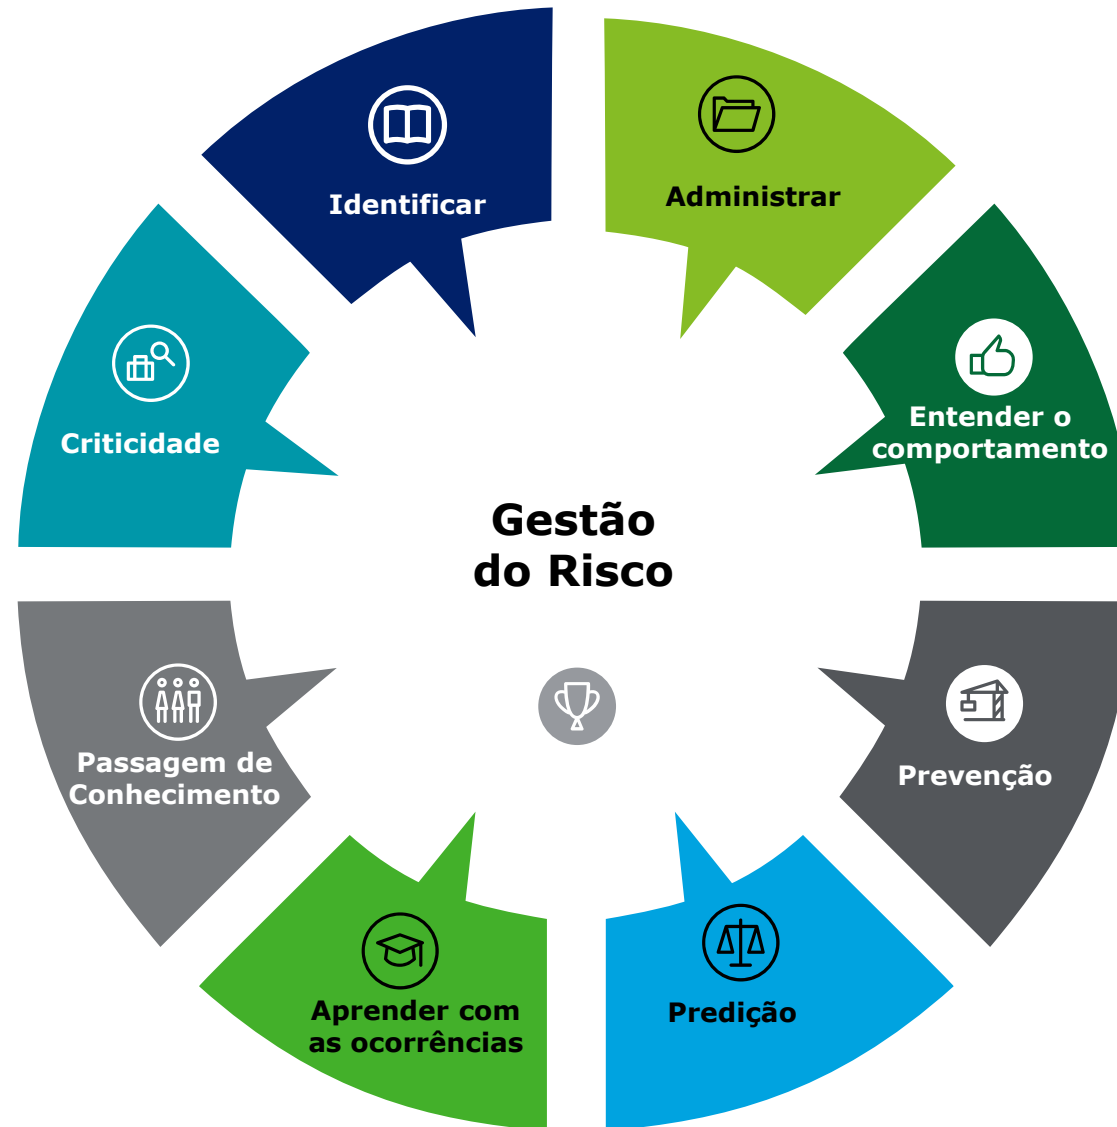 Identificar
Administrar
Entender o
comportamento
Criticidade
Gestão
do Risco
Passagem de
Conhecimento
Prevenção
Aprender com
as ocorrências
Predição